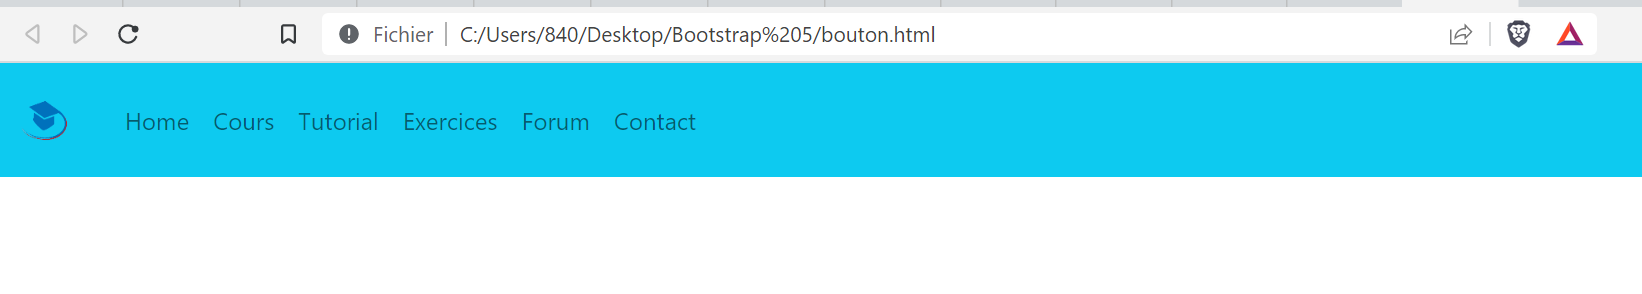 Fichier C:/Users/840/Desktop/Bootstrap%205/bouton.html
Home Cours Tutorial Exercices Forum Contact